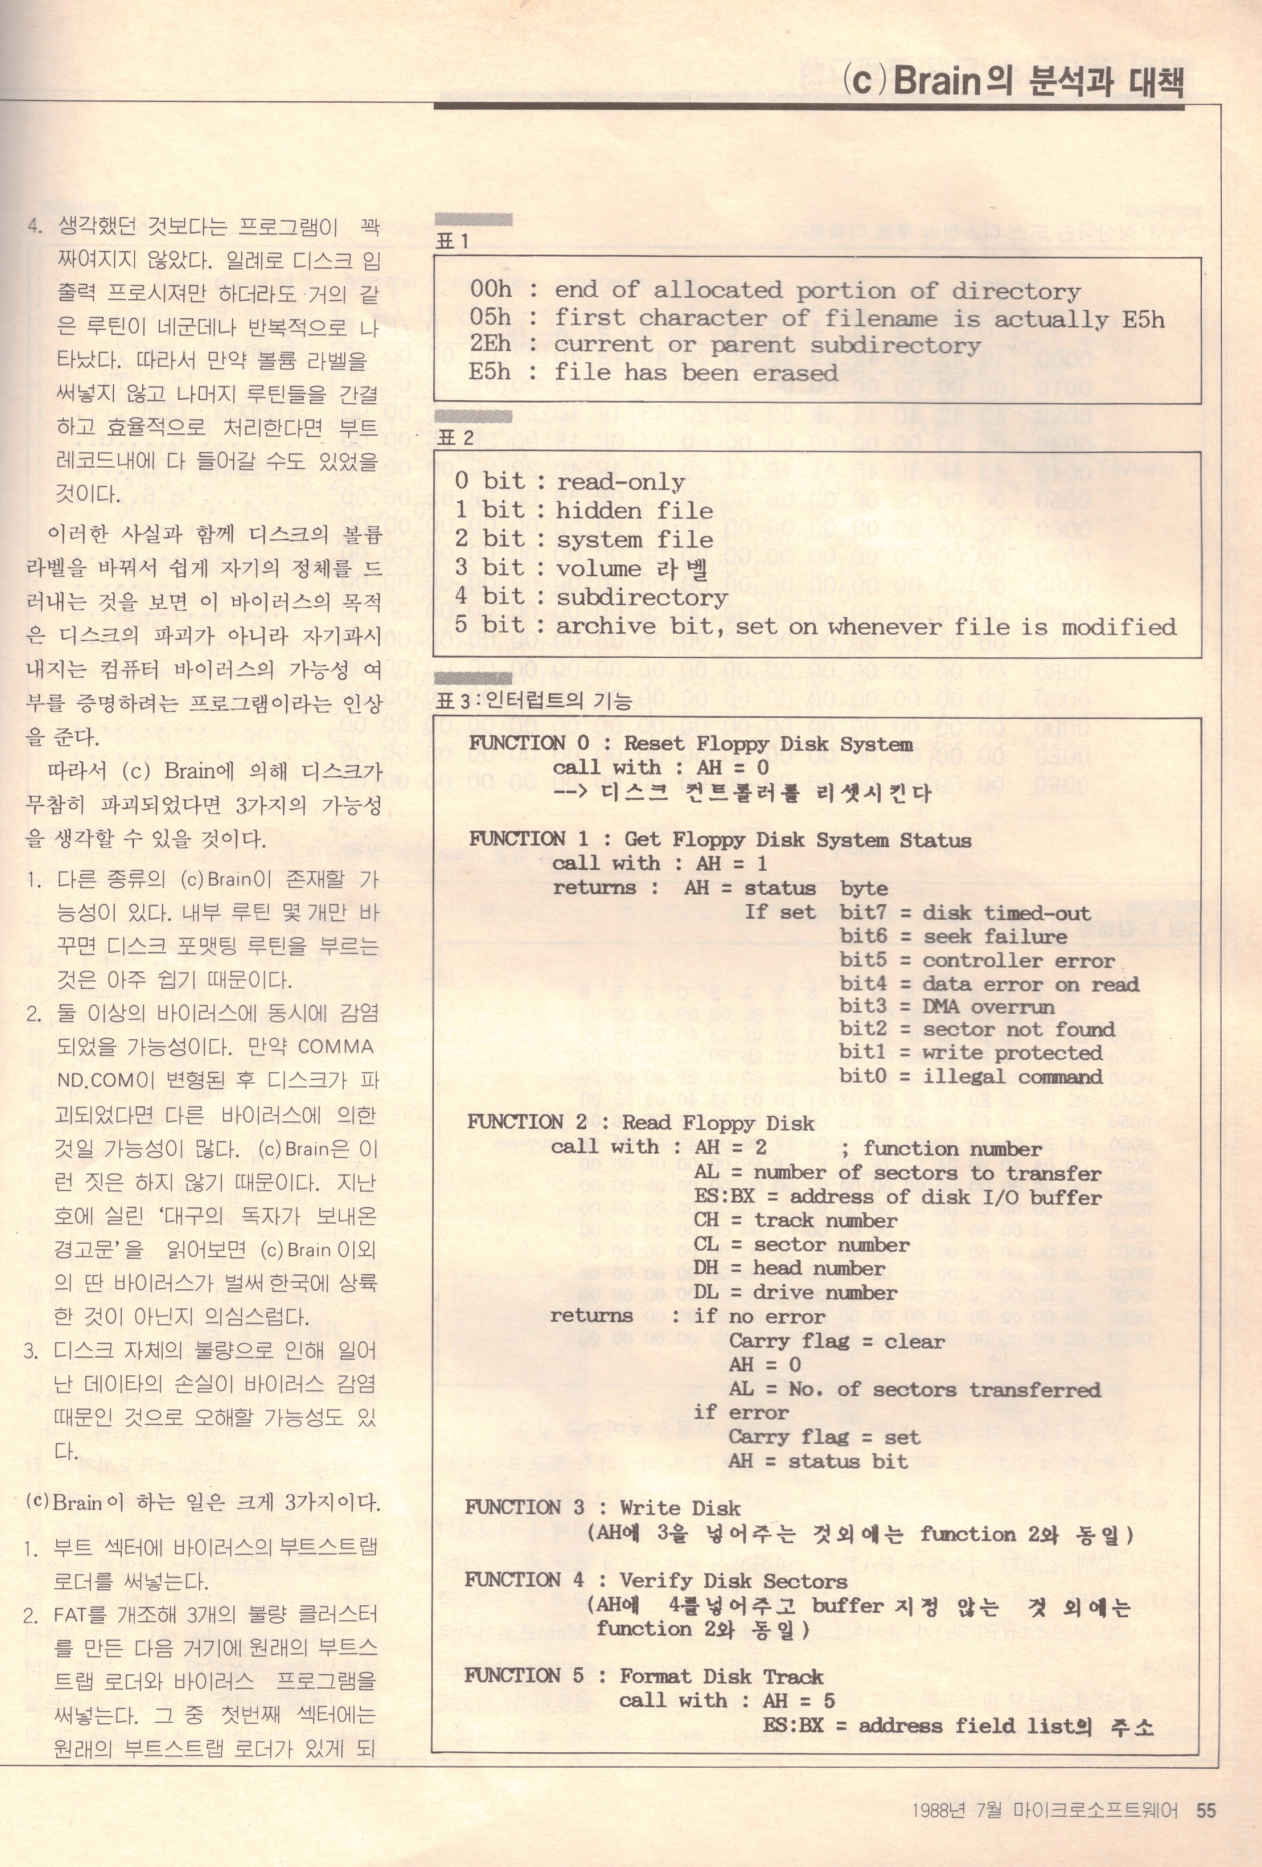 (c)Brain의 분석과 대책
4. 생각했던 것보다는 프로그램이 꽉
짜여지지 않았다. 일례로 디스크 입
출력 프로시져만 하더라도 거의 같
은 루틴이 네군데나 반복적으로 나
타났다. 따라서 만약 볼륨 라벨을
써넣지 않고 나머지 루틴들을 간결
하고 효율적으로 처리한다면 부트
레코드내에 다 들어갈 수도 있었을
것이다.
이러한 사실과 함께 디스크의 볼륨
라벨을 바꿔서 쉽게 자기의 정체를 드
러내는 것을 보면 이 바이러스의 목적
은 디스크의 파괴가 아니라 자기과시
내지는 컴퓨터 바이러스의 가능성 여
부를 증명하려는 프로그램이라는 인상
을 준다.
따라서 (c) Brain에 의해 디스크가
무참히 파괴되었다면 3가지의 가능성
을 생각할 수 있을 것이다.
1. 다른 종류의 (c)Brain이 존재할 가
능성이 있다. 내부 루틴 몇개만 바
꾸면 디스크 포맷팅 루틴을 부르는
것은 아주 쉽기 때문이다.
2. 둘 이상의 바이러스에 동시에 감염
되었을 가능성이다. 만약 COMMA
ND.COM이 변형된 후 디스크가 파
괴되었다면 다른 바이러스에 의한
것일 가능성이 많다. (c)Brain은 이
런 짓은 하지 않기 때문이다. 지난
호에 실린 '대구의 독자가 보내온
경고문'을 읽어보면 (c)Brain 이외
의 딴 바이러스가 벌써 한국에 상륙
한 것이 아닌지 의심스럽다.
3. 디스크 자체의 불량으로 인해 일어
난 데이타의 손실이 바이러스 감염
때문인 것으로 오해할 가능성도 있
다.
(c)Brain이 하는 일은 크게 3가지이다.
1. 부트 섹터에 바이러스의 부트스트랩
로더를 써넣는다.
2. FAT를 개조해 3개의 불량 클러스터
를 만든 다음 거기에 원래의 부트스
트랩 로더와 바이러스 프로그램을
써넣는다. 그 중 첫번째 섹터에는
원래의 부트스트랩 로더가 있게 되
표 1
00h : end of allocated portion of directory
05h : first character of filename is actually E5h
2Eh : current or parent subdirectory
E5h : file has been erased
표 2
0 bit : read-only
1 bit : hidden file
2 bit : system file
3 bit : volume 라벨
4 bit : subdirectory
5 bit : archive bit, set on whenever file is modified
표 3 : 인터럽트의 기능
FUNCTION 0 : Reset Floppy Disk System
call with : AH = 0
--> 디스크 컨트롤러를 리셋시킨다
FUNCTION 1 : Get Floppy Disk System Status
call with : AH = 1
returns : AH = status byte
If set bit7 = disk timed-out
bit6 = seek failure
bit5 = controller error
bit4 = data error on read
bit3 = DMA overrun
bit2 = sector not found
bit1 = write protected
bit0 = illegal command
FUNCTION 2 : Read Floppy Disk
call with : AH = 2 ; function number
AL = number of sectors to transfer
ES:BX = address of disk I/O buffer
CH = track number
CL = sector number
DH = head number
DL = drive number
returns : if no error
Carry flag = clear
AH = 0
AL = No. of sectors transferred
if error
Carry flag = set
AH = status bit
FUNCTION 3 : Write Disk
(AH에 3을 넣어주는 것외에는 function 2와 동일)
FUNCTION 4 : Verify Disk Sectors
(AH에 4를넣어주고 buffer 지정 않는 것 외에는
function 2와 동일)
FUNCTION 5 : Format Disk Track
call with : AH = 5
ES:BX = address field list의 주소
1988년 7월 마이크로소프트웨어 55